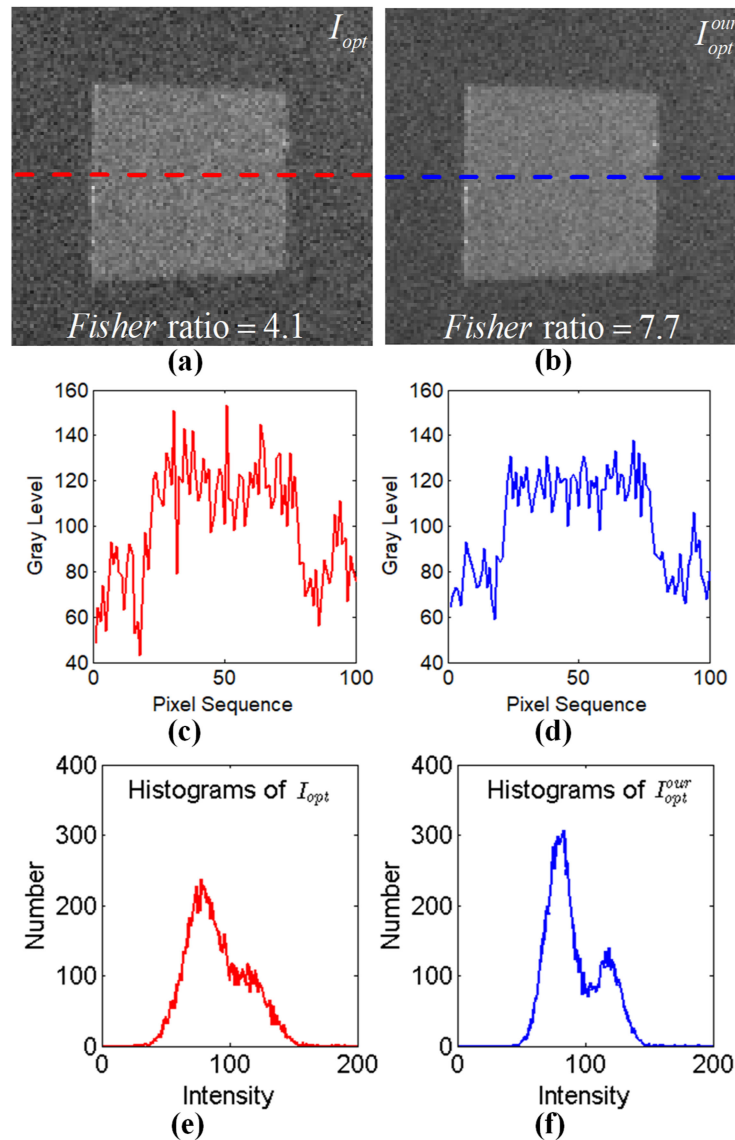 I_opt
I_opt^our
Fisher ratio = 4.1
Fisher ratio = 7.7
(a)
(b)
160
140
120
100
80
60
40
Gray Level
0
50
100
Pixel Sequence
(c)
160
140
120
100
80
60
40
Gray Level
0
50
100
Pixel Sequence
(d)
400
300
200
100
0
Number
Histograms of I_opt
0
100
200
Intensity
(e)
400
300
200
100
0
Number
Histograms of I_opt^our
0
100
200
Intensity
(f)